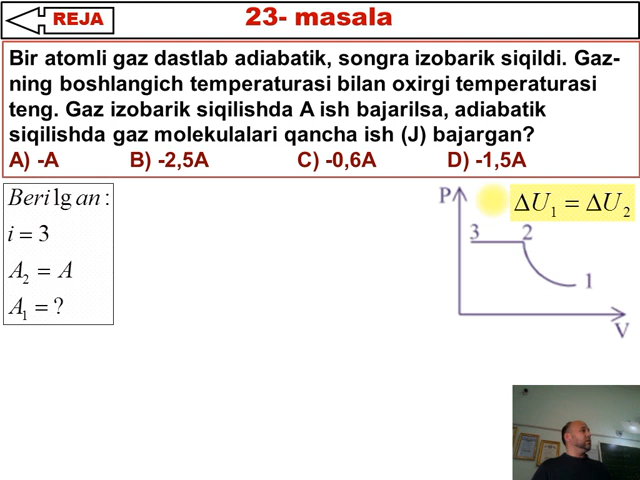 REJA
23- masala
Bir atomli gaz dastlab adiabatik, songra izobarik siqildi. Gaz-
ning boshlangich temperaturasi bilan oxirgi temperaturasi
teng. Gaz izobarik siqilishda A ish bajarilsa, adiabatik
siqilishda gaz molekulalari qancha ish (J) bajargan?
A) -A B) -2,5A C) -0,6A D) -1,5A
Berilgan:
i = 3
A₂ = A
A₁ = ?
P
ΔU₁ = ΔU₂
3 2
1
V